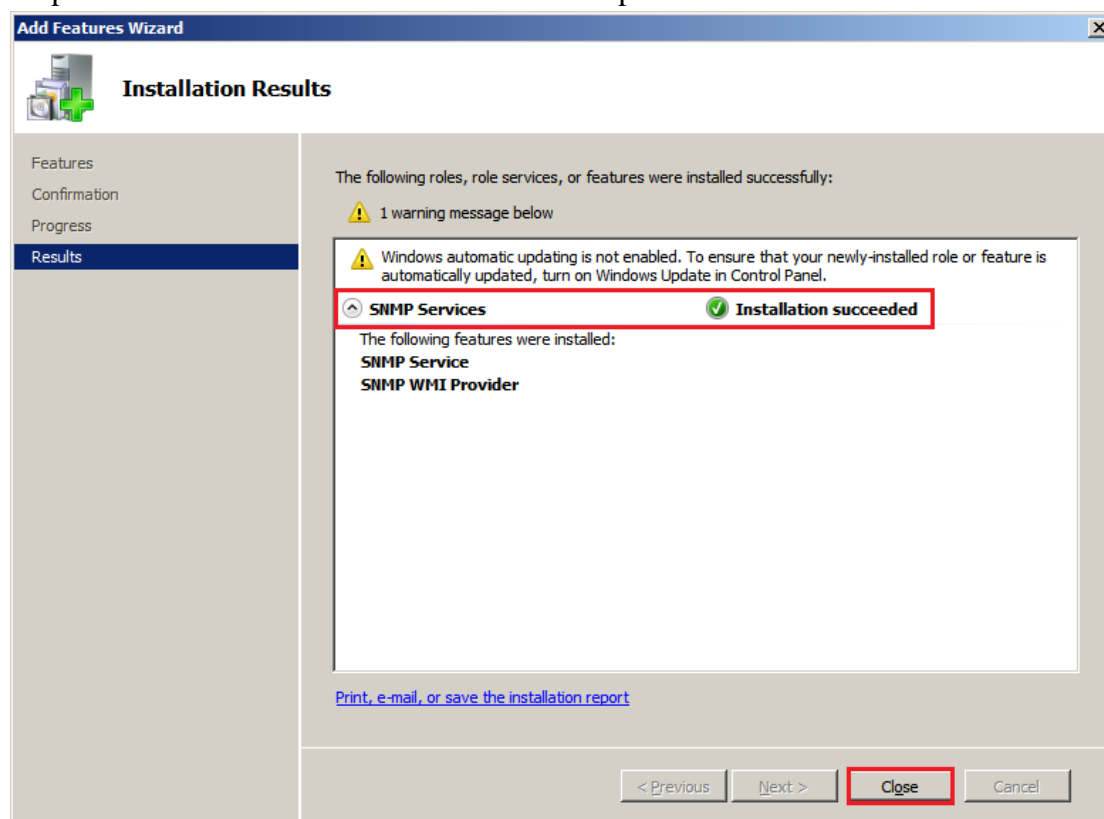 Add Features Wizard
Installation Results
Features
Confirmation
Progress
Results
The following roles, role services, or features were installed successfully:
1 warning message below
Windows automatic updating is not enabled. To ensure that your newly-installed role or feature is
automatically updated, turn on Windows Update in Control Panel.
SNMP Services Installation succeeded
The following features were installed:
SNMP Service
SNMP WMI Provider
Print, e-mail, or save the installation report
< Previous Next > Close Cancel